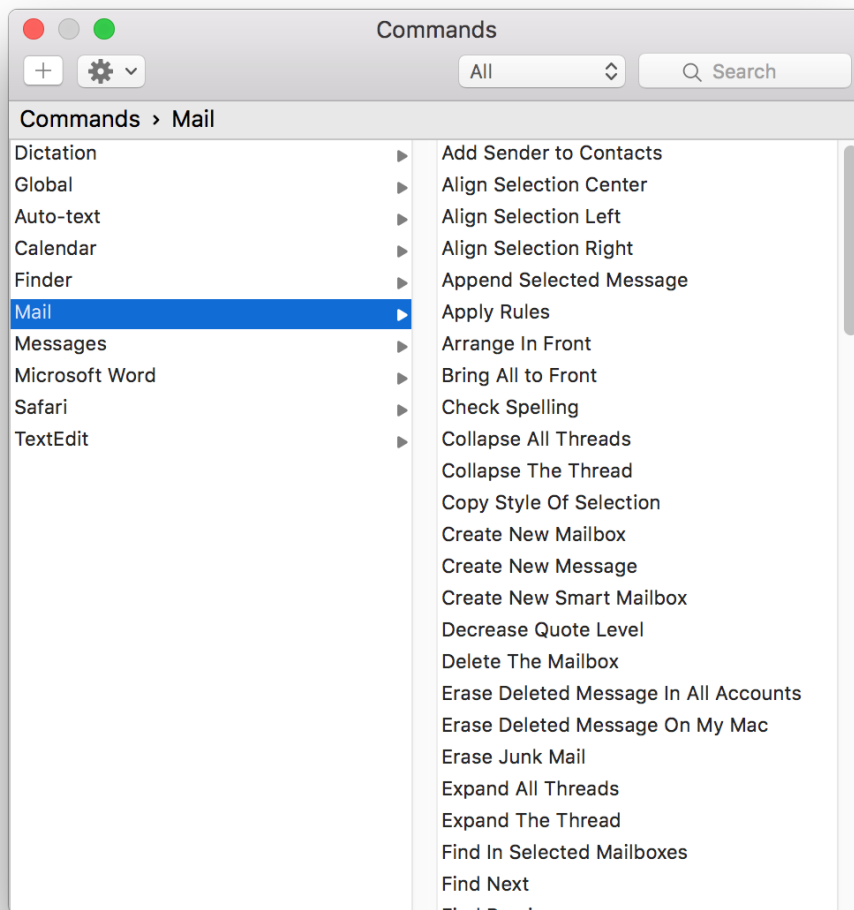 Commands
All
Search
Commands › Mail
Dictation
Global
Auto-text
Calendar
Finder
Mail
Messages
Microsoft Word
Safari
TextEdit
Add Sender to Contacts
Align Selection Center
Align Selection Left
Align Selection Right
Append Selected Message
Apply Rules
Arrange In Front
Bring All to Front
Check Spelling
Collapse All Threads
Collapse The Thread
Copy Style Of Selection
Create New Mailbox
Create New Message
Create New Smart Mailbox
Decrease Quote Level
Delete The Mailbox
Erase Deleted Message In All Accounts
Erase Deleted Message On My Mac
Erase Junk Mail
Expand All Threads
Expand The Thread
Find In Selected Mailboxes
Find Next